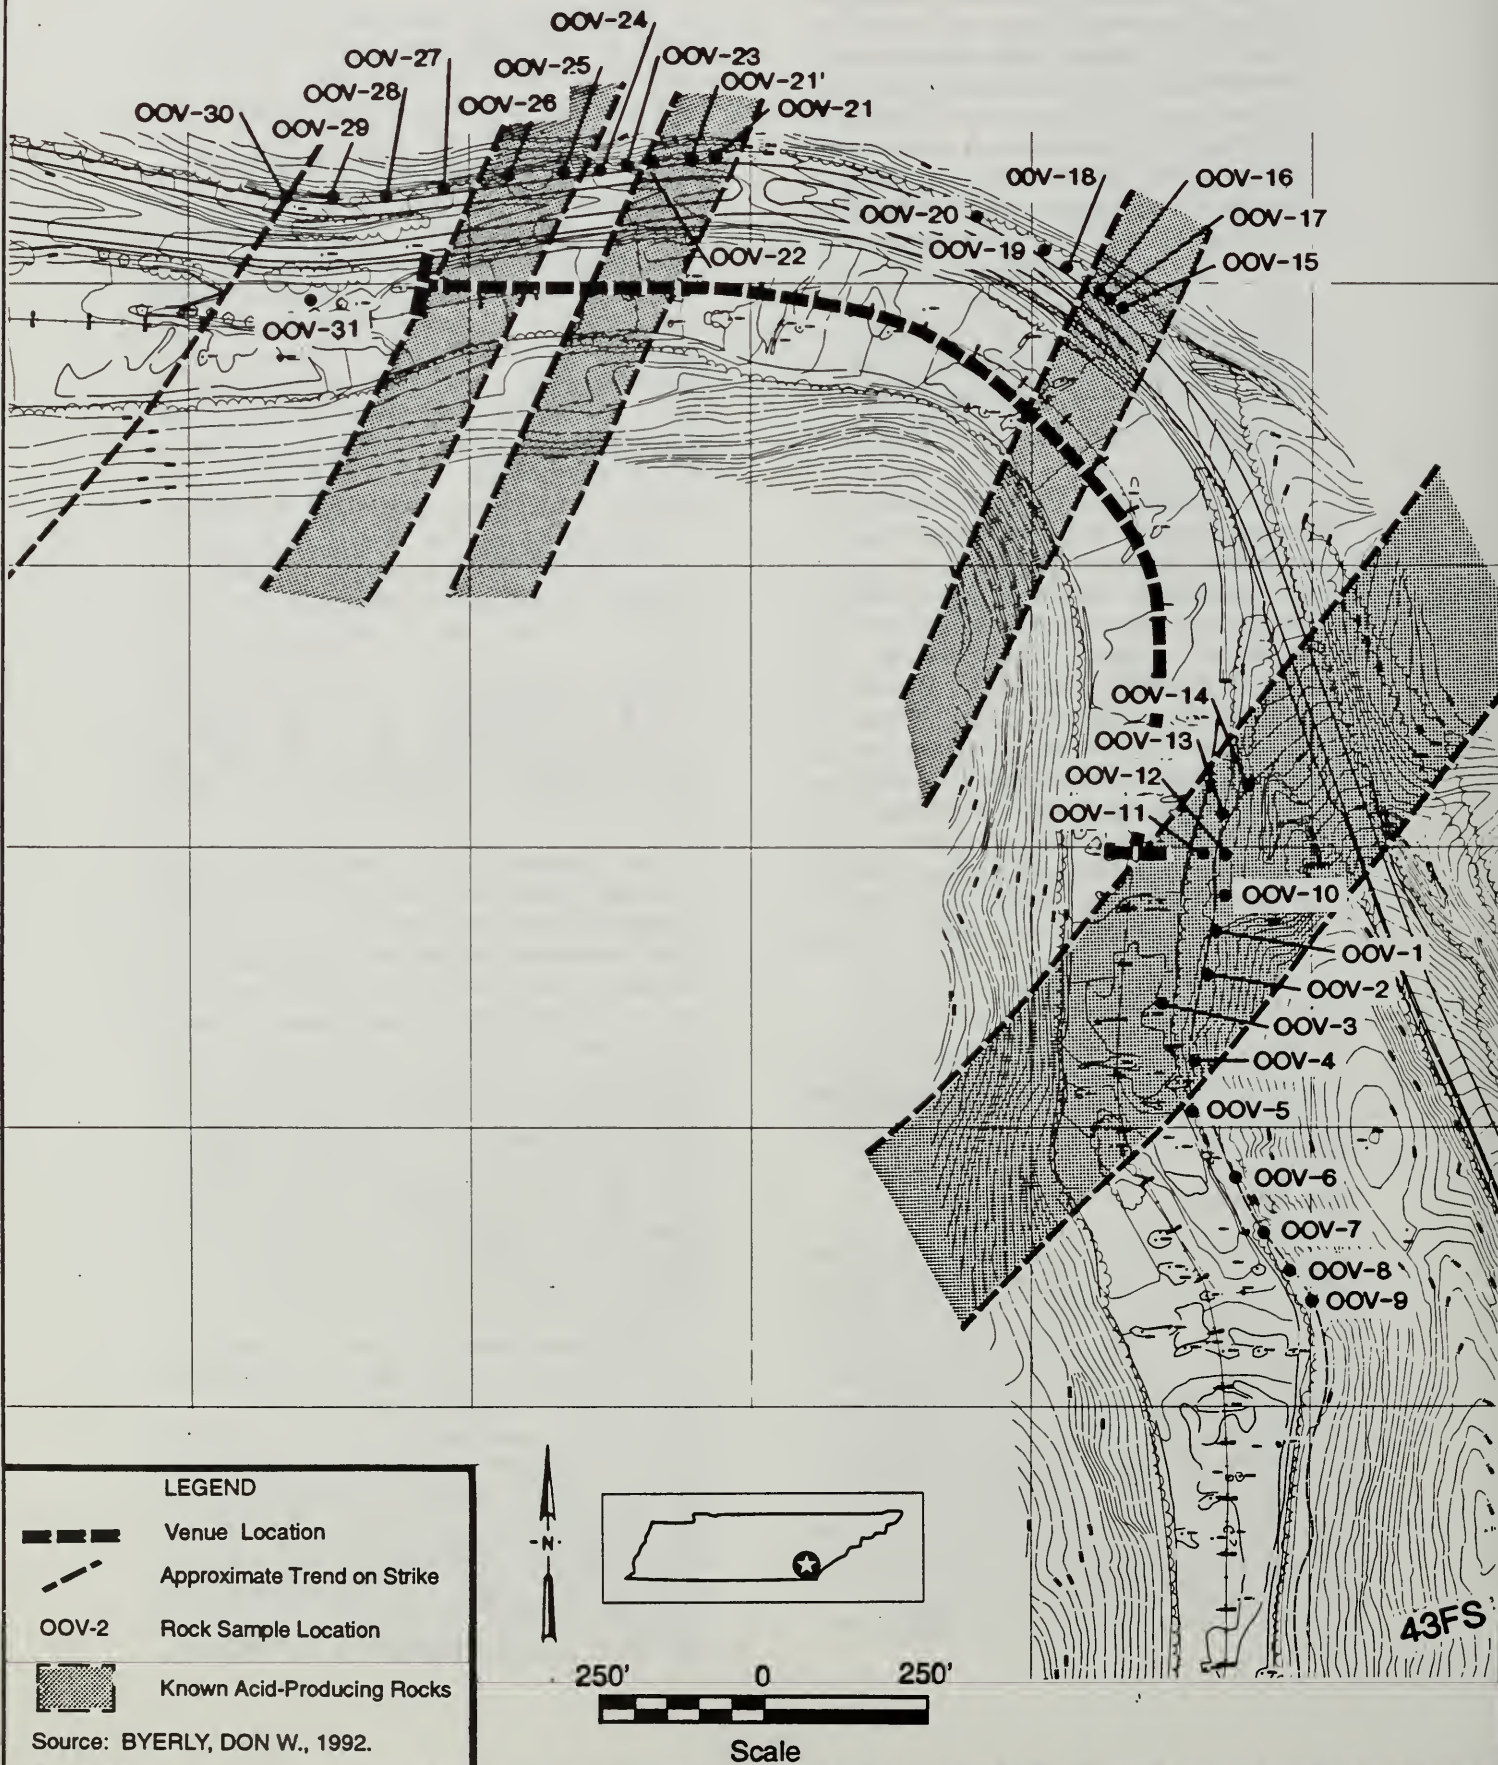 OOV-24
OOV-27
OOV-25
OOV-23
OOV-28
OOV-21'
OOV-30
OOV-29
OOV-26
OOV-21
OOV-18
OOV-16
OOV-20
OOV-17
OOV-19
OOV-22
OOV-15
OOV-31
OOV-14
OOV-13
OOV-12
OOV-11
OOV-10
OOV-1
OOV-2
OOV-3
OOV-4
OOV-5
OOV-6
OOV-7
OOV-8
OOV-9
LEGEND
Venue Location
Approximate Trend on Strike
OOV-2 Rock Sample Location
Known Acid-Producing Rocks
Source: BYERLY, DON W., 1992.
-N-
250' 0 250'
Scale
43FS